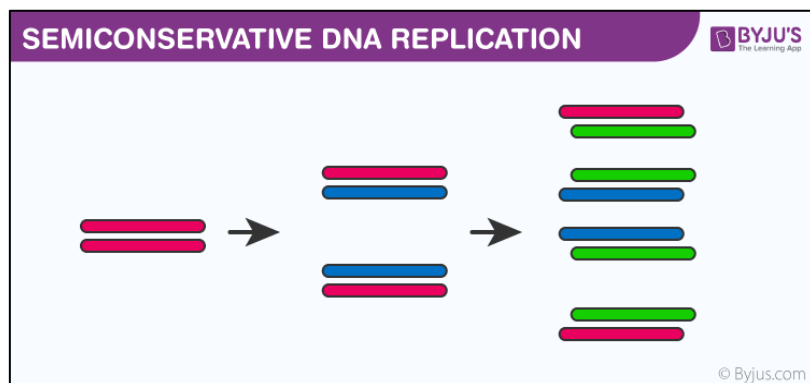 SEMICONSERVATIVE DNA REPLICATION
BYJU'S
The Learning App
© Byjus.com